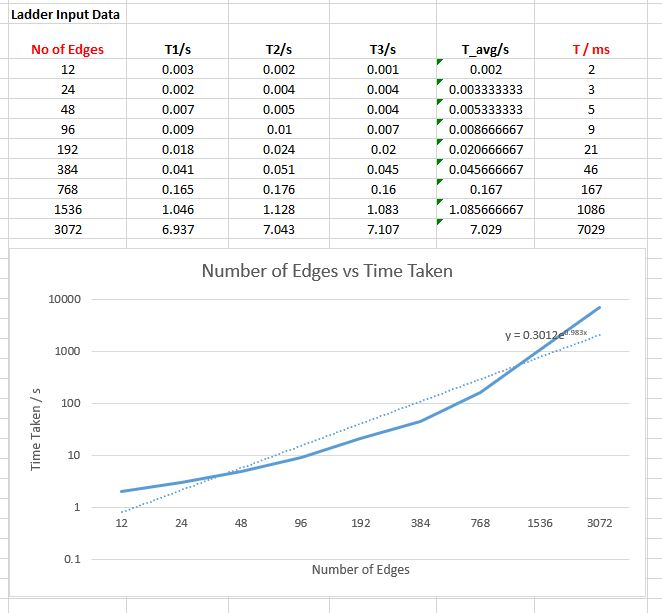 Ladder Input Data
No of Edges T1/s T2/s T3/s T_avg/s T / ms
12 0.003 0.002 0.001 0.002 2
24 0.002 0.004 0.004 0.003333333 3
48 0.007 0.005 0.004 0.005333333 5
96 0.009 0.01 0.007 0.008666667 9
192 0.018 0.024 0.02 0.020666667 21
384 0.041 0.051 0.045 0.045666667 46
768 0.165 0.176 0.16 0.167 167
1536 1.046 1.128 1.083 1.085666667 1086
3072 6.937 7.043 7.107 7.029 7029
Number of Edges vs Time Taken
10000
y = 0.3012e^0.983x
1000
100
10
1
0.1
Time Taken / s
12 24 48 96 192 384 768 1536 3072
Number of Edges